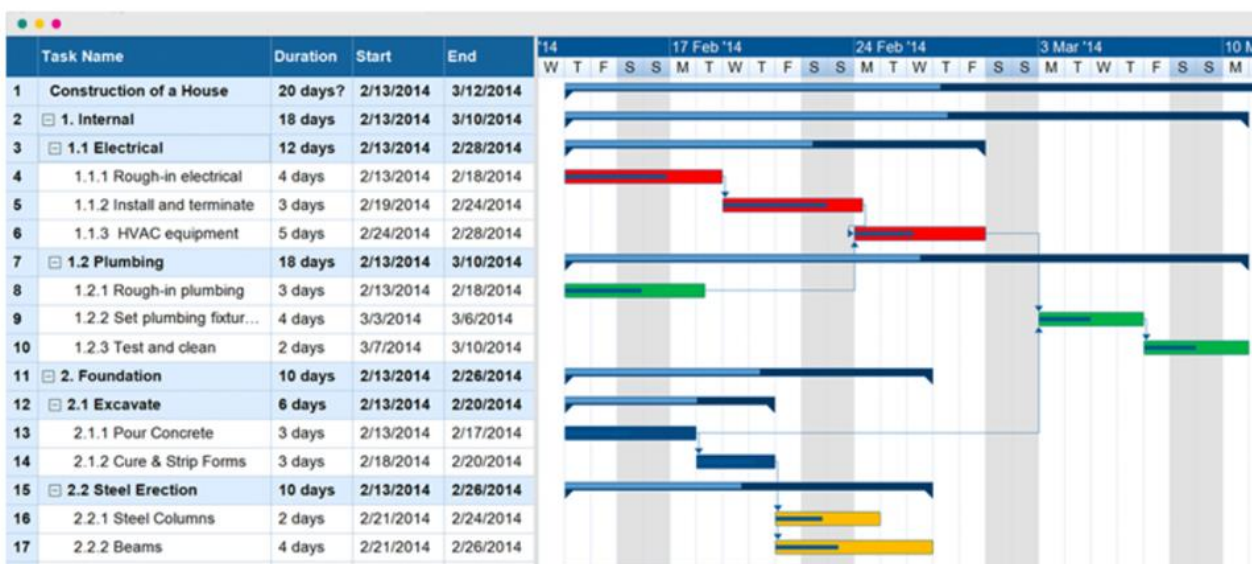 '14 17 Feb '14 24 Feb '14 3 Mar '14 10 M
Task Name Duration Start End W T F S S M T W T F S S M T W T F S S M T W T F S S M
1 Construction of a House 20 days? 2/13/2014 3/12/2014
2 1. Internal 18 days 2/13/2014 3/10/2014
3 1.1 Electrical 12 days 2/13/2014 2/28/2014
4 1.1.1 Rough-in electrical 4 days 2/13/2014 2/18/2014
5 1.1.2 Install and terminate 3 days 2/19/2014 2/24/2014
6 1.1.3 HVAC equipment 5 days 2/24/2014 2/28/2014
7 1.2 Plumbing 18 days 2/13/2014 3/10/2014
8 1.2.1 Rough-in plumbing 3 days 2/13/2014 2/18/2014
9 1.2.2 Set plumbing fixtur... 4 days 3/3/2014 3/6/2014
10 1.2.3 Test and clean 2 days 3/7/2014 3/10/2014
11 2. Foundation 10 days 2/13/2014 2/26/2014
12 2.1 Excavate 6 days 2/13/2014 2/20/2014
13 2.1.1 Pour Concrete 3 days 2/13/2014 2/17/2014
14 2.1.2 Cure & Strip Forms 3 days 2/18/2014 2/20/2014
15 2.2 Steel Erection 10 days 2/13/2014 2/26/2014
16 2.2.1 Steel Columns 2 days 2/21/2014 2/24/2014
17 2.2.2 Beams 4 days 2/21/2014 2/26/2014